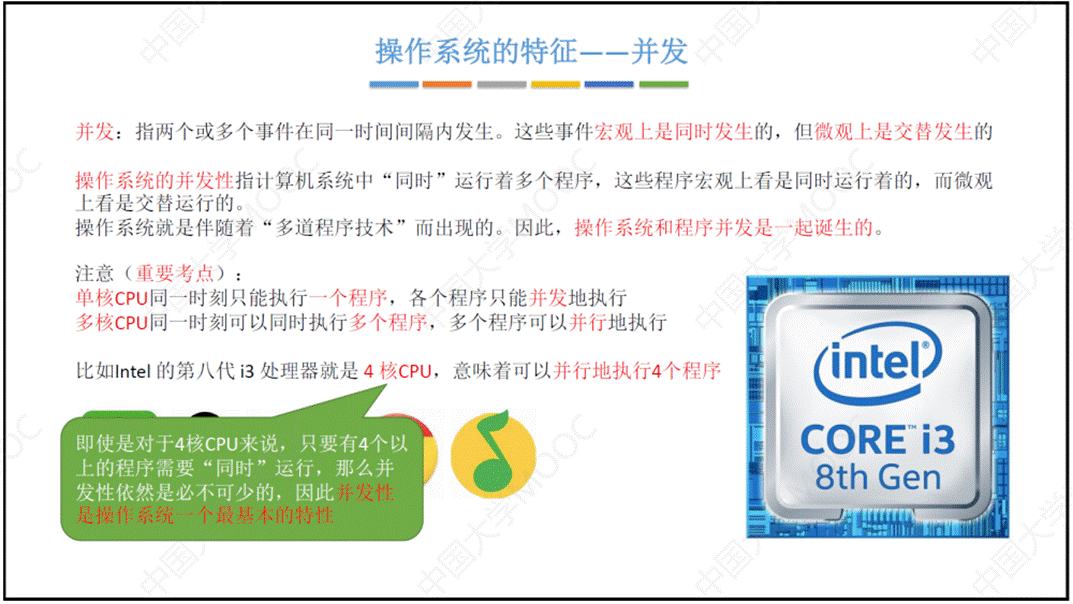 操作系统的特征——并发
并发：指两个或多个事件在同一时间间隔内发生。这些事件宏观上是同时发生的，但微观上是交替发生的
操作系统的并发性指计算机系统中“同时”运行着多个程序，这些程序宏观上看是同时运行着的，而微观
上看是交替运行的。
操作系统就是伴随着“多道程序技术”而出现的。因此，操作系统和程序并发是一起诞生的。
注意（重要考点）：
单核CPU同一时刻只能执行一个程序，各个程序只能并发地执行
多核CPU同一时刻可以同时执行多个程序，多个程序可以并行地执行
比如Intel 的第八代 i3 处理器就是 4 核CPU，意味着可以并行地执行4个程序
即使是对于4核CPU来说，只要有4个以
上的程序需要“同时”运行，那么并
发性依然是必不可少的，因此并发性
是操作系统一个最基本的特性
intel®
CORE™ i3
8th Gen
中国大学MOOC